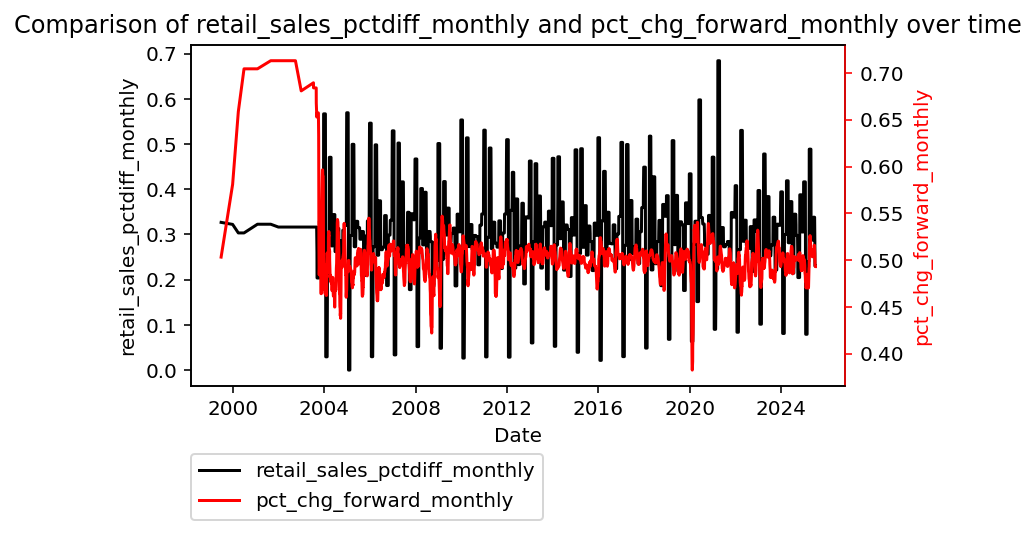 Comparison of retail_sales_pctdiff_monthly and pct_chg_forward_monthly over time
retail_sales_pctdiff_monthly
0.7
0.6
0.5
0.4
0.3
0.2
0.1
0.0
0.70
0.65
0.60
0.55
0.50
0.45
0.40
pct_chg_forward_monthly
2000 2004 2008 2012 2016 2020 2024
Date
retail_sales_pctdiff_monthly
pct_chg_forward_monthly